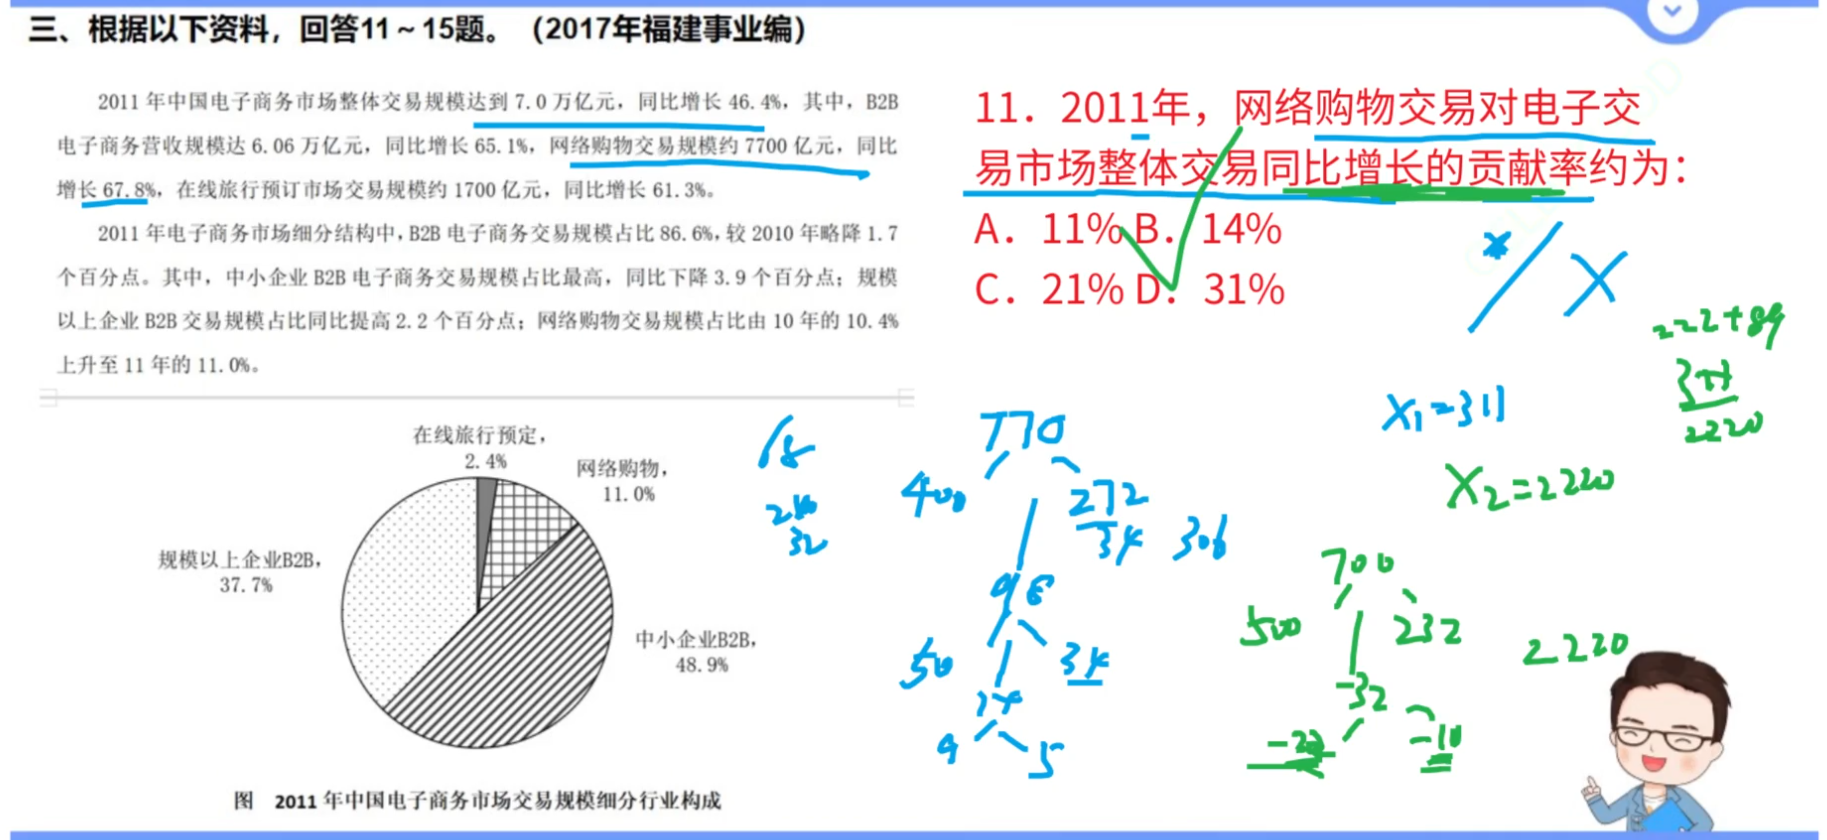 三、根据以下资料，回答11～15题。（2017年福建事业编）
2011 年中国电子商务市场整体交易规模达到 7.0 万亿元，同比增长 46.4%，其中，B2B
电子商务营收规模达 6.06 万亿元，同比增长 65.1%，网络购物交易规模约 7700 亿元，同比
增长 67.8%，在线旅行预订市场交易规模约 1700 亿元，同比增长 61.3%。
2011 年电子商务市场细分结构中，B2B 电子商务交易规模占比 86.6%，较 2010 年略降 1.7
个百分点。其中，中小企业 B2B 电子商务交易规模占比最高，同比下降 3.9 个百分点；规模
以上企业 B2B 交易规模占比同比提高 2.2 个百分点；网络购物交易规模占比由 10 年的 10.4%
上升至 11 年的 11.0%。
在线旅行预定，
2.4%
网络购物，
11.0%
规模以上企业B2B，
37.7%
中小企业B2B，
48.9%
图 2011 年中国电子商务市场交易规模细分行业构成
11. 2011年，网络购物交易对电子交
易市场整体交易同比增长的贡献率约为：
A. 11% B. 14%
C. 21% D. 31%
X
222+89
311
2220
X₁=311
X₂=2220
68
32
770
400 272
34 306
98
50 34
14
9 5
700
500 232
2220
-32
-22 -10